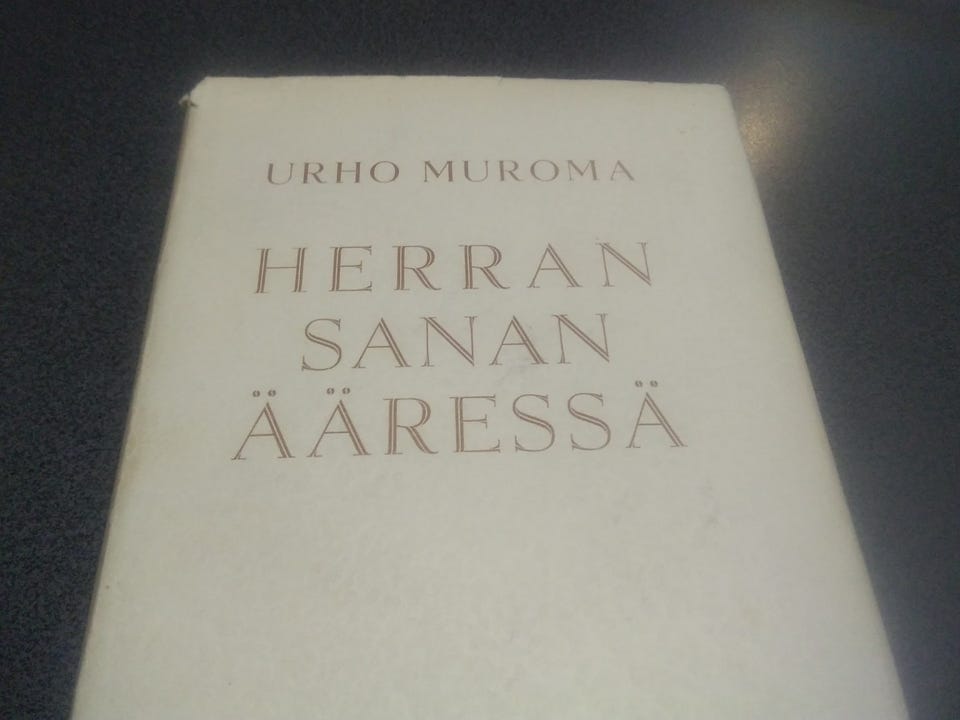 URHO MUROMA
HERRAN
SANAN
ÄÄRESSÄ